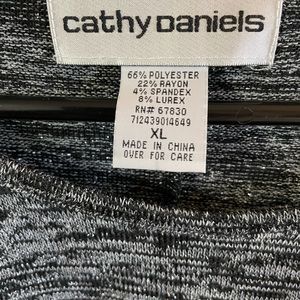 cathy Daniels
66% POLYESTER
22% RAYON
4% SPANDEX
8% LUREX
RN# 67830
712439014649
XL
MADE IN CHINA
OVER FOR CARE